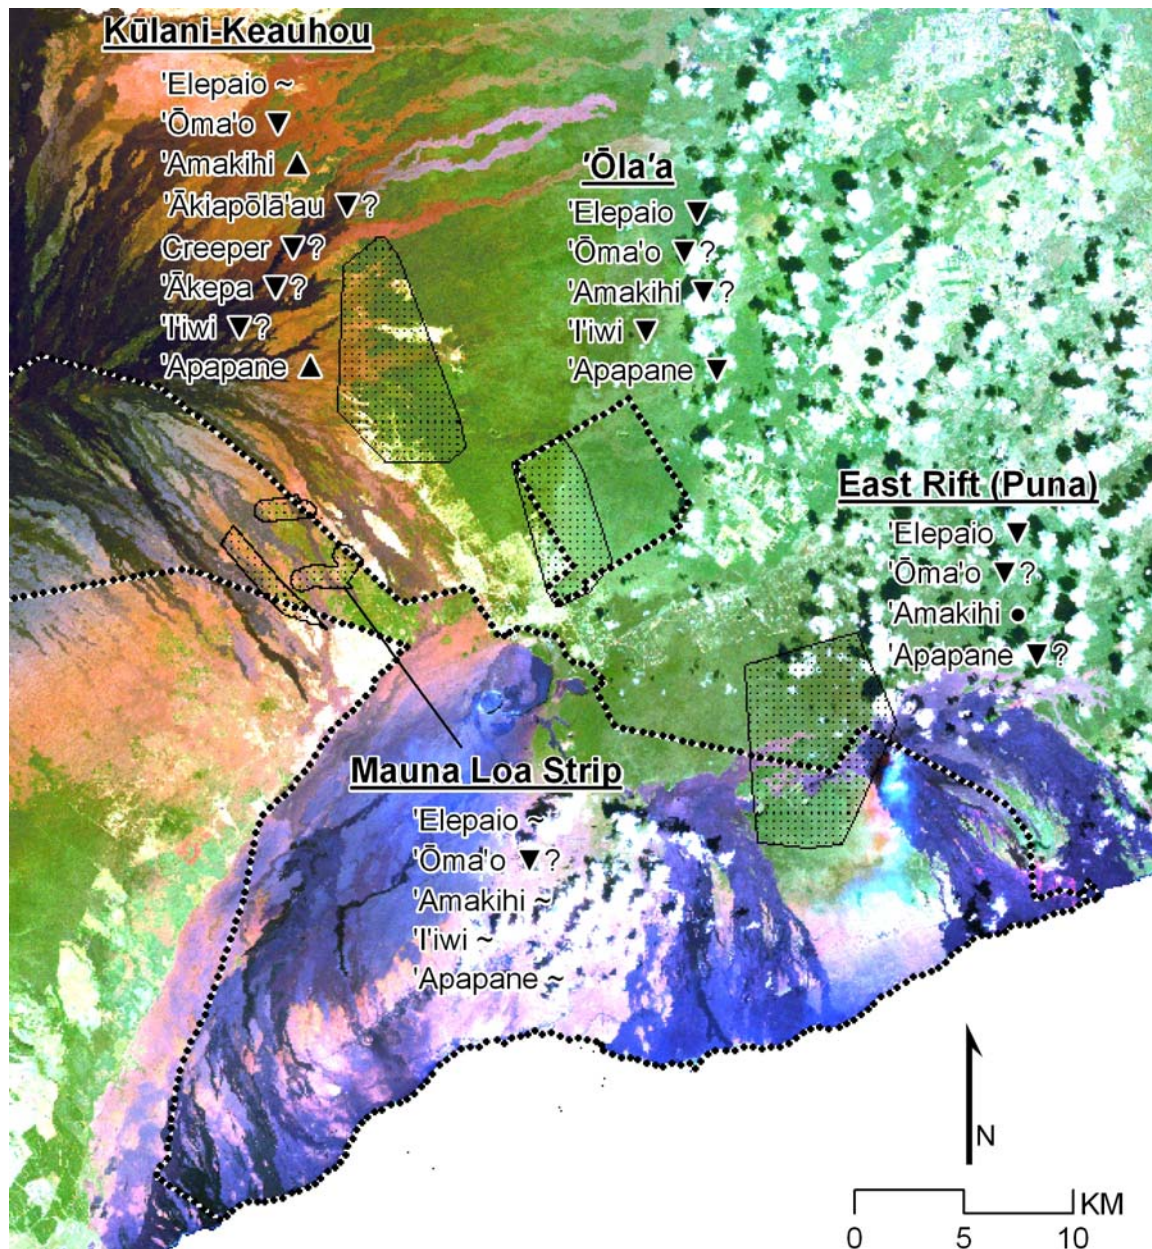 Kūlani-Keauhou
'Elepaio ~
'Ōma'o ▼
'Amakihi ▲
'Ākiapōlā'au ▼?
Creeper ▼?
'Ākepa ▼?
'I'iwi ▼?
'Apapane ▲
'Ōla'a
'Elepaio ▼
'Ōma'o ▼?
'Amakihi ▼?
'I'iwi ▼
'Apapane ▼
East Rift (Puna)
'Elepaio ▼
'Ōma'o ▼?
'Amakihi ●
'Apapane ▼?
Mauna Loa Strip
'Elepaio ~
'Ōma'o ▼?
'Amakihi ~
'I'iwi ~
'Apapane ~
N
KM
0 5 10